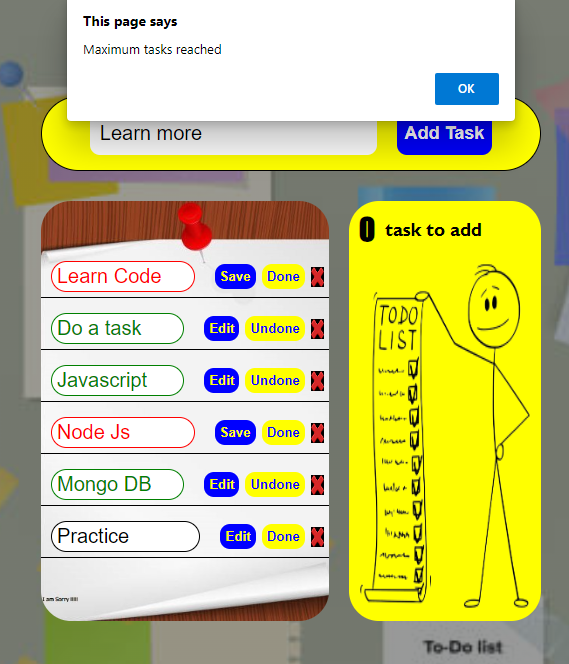 This page says
Maximum tasks reached
OK
Learn more
Add Task
0 task to add
Learn Code Save Done X
Do a task Edit Undone X
Javascript Edit Undone X
Node Js Save Done X
Mongo DB Edit Undone X
Practice Edit Done X
I am Sorry !!!!
TODO
LIST
To-Do list